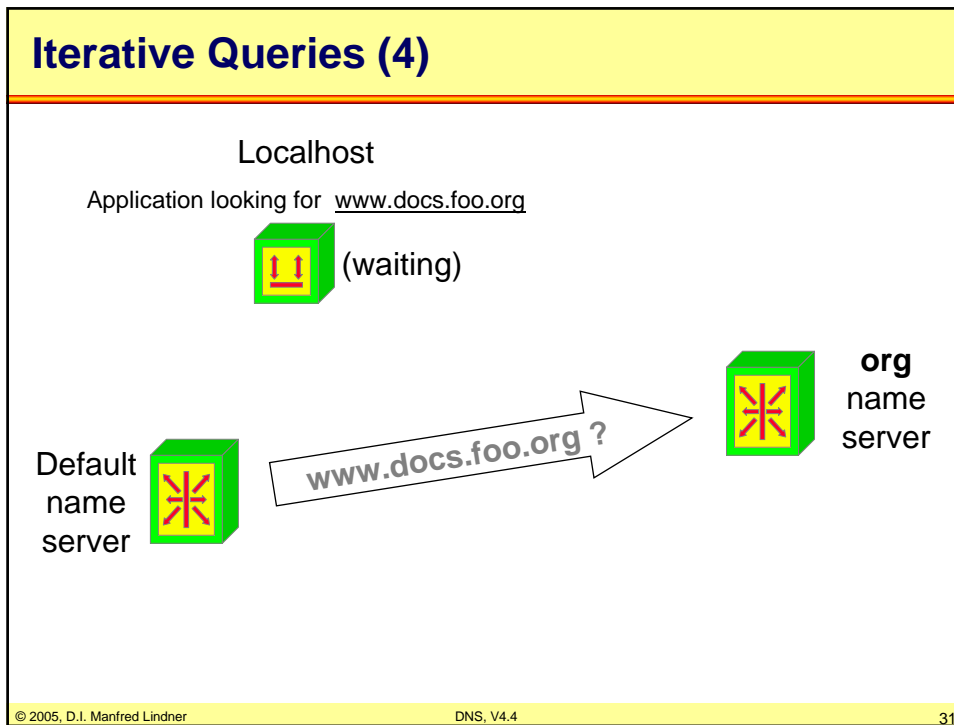 Iterative Queries (4)
Localhost
Application looking for www.docs.foo.org
(waiting)
org
name
server
www.docs.foo.org ?
Default
name
server
© 2005, D.I. Manfred Lindner
DNS, V4.4
31